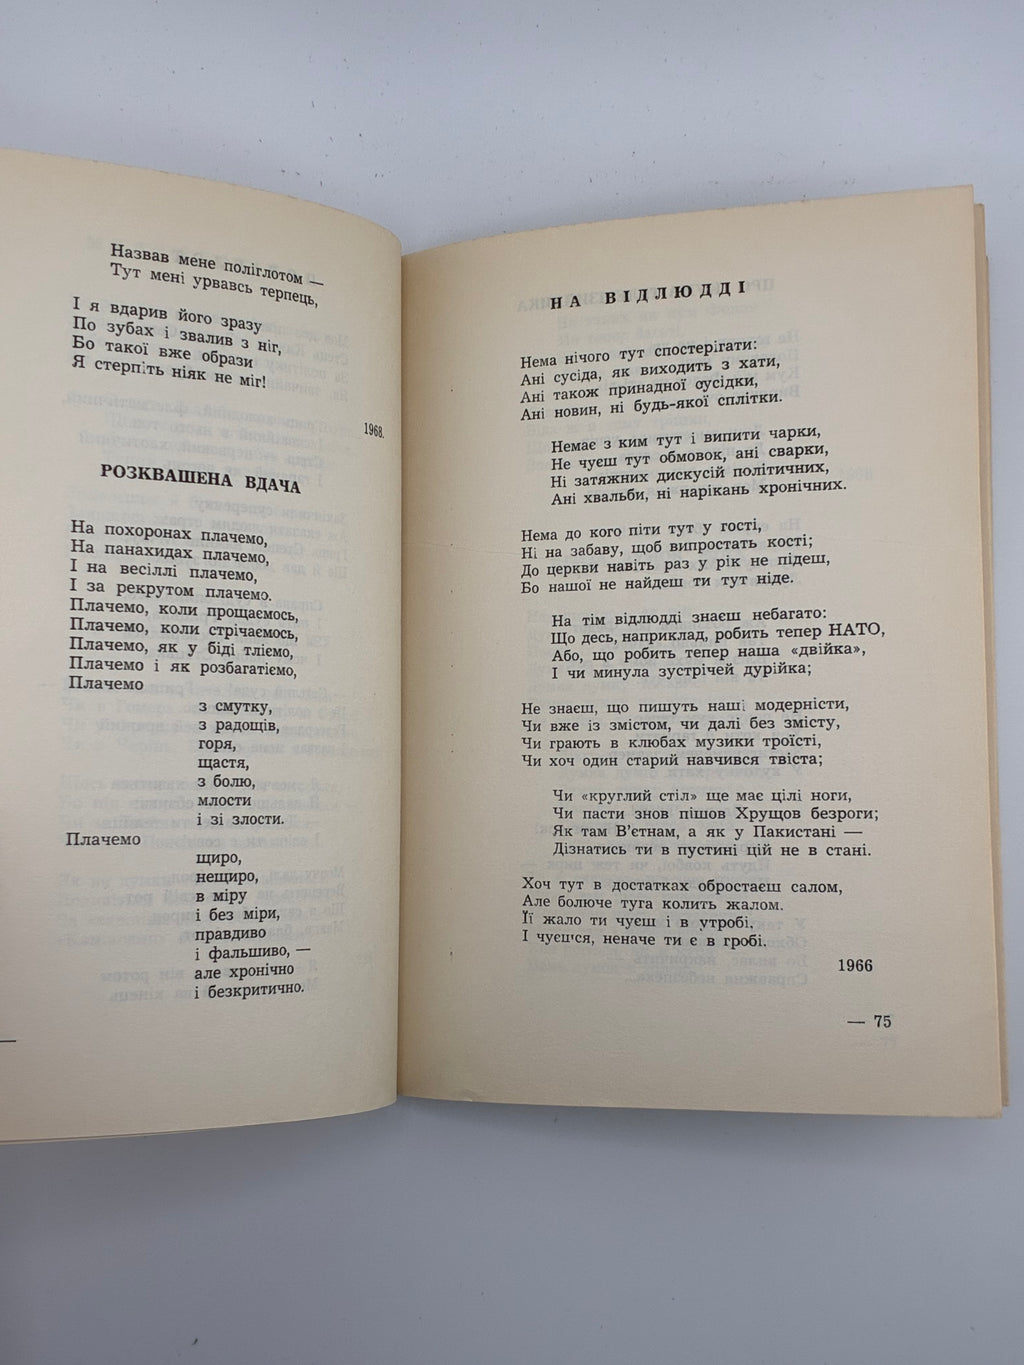 Назвав мене поліглотом —
Тут мені урвавсь терпець,
І я вдарив його зразу
По зубах і звалив з ніг,
Бо такої вже образи
Я стерпіть ніяк не міг!
1968.
РОЗКВАШЕНА ВДАЧА
На похоронах плачемо,
На панахидах плачемо,
І на весіллі плачемо,
І за рекрутом плачемо.
Плачемо, коли прощаємось,
Плачемо, коли стрічаємось,
Плачемо, як у біді тліємо,
Плачемо і як розбагатіємо,
Плачемо
з смутку,
з радощів,
горя,
щастя,
з болю,
млости
і зі злости.
Плачемо
щиро,
нещиро,
в міру
і без міри,
правдиво
і фальшиво, —
але хронічно
і безкритично.
НА ВІДЛЮДДІ
Нема нічого тут спостерігати:
Ані сусіда, як виходить з хати,
Ані також принадної сусідки,
Ані новин, ні будь-якої сплітки.
Немає з ким тут і випити чарки,
Не чуєш тут обмовок, ані сварки,
Ні затяжних дискусій політичних,
Ані хвальби, ні нарікань хронічних.
Нема до кого піти тут у гості,
Ні на забаву, щоб випростать кості;
До церкви навіть раз у рік не підеш,
Бо нашої не найдеш ти тут ніде.
На тім відлюдді знаєш небагато:
Що десь, наприклад, робить тепер НАТО,
Або, що робить тепер наша «двійка»,
І чи минула зустрічей дурійка;
Не знаєш, що пишуть наші модерністи,
Чи вже із змістом, чи далі без змісту,
Чи грають в клюбах музики троїсті,
Чи хоч один старий навчився твіста;
Чи «круглий стіл» ще має цілі ноги,
Чи пасти знов пішов Хрущов безроги;
Як там В'єтнам, а як у Пакистані —
Дізнатись ти в пустині цій не в стані.
Хоч тут в достатках обростаєш салом,
Але болюче туга колить жалом.
Її жало ти чуєш і в утробі,
І чуєшся, неначе ти є в гробі.
1966
— 75